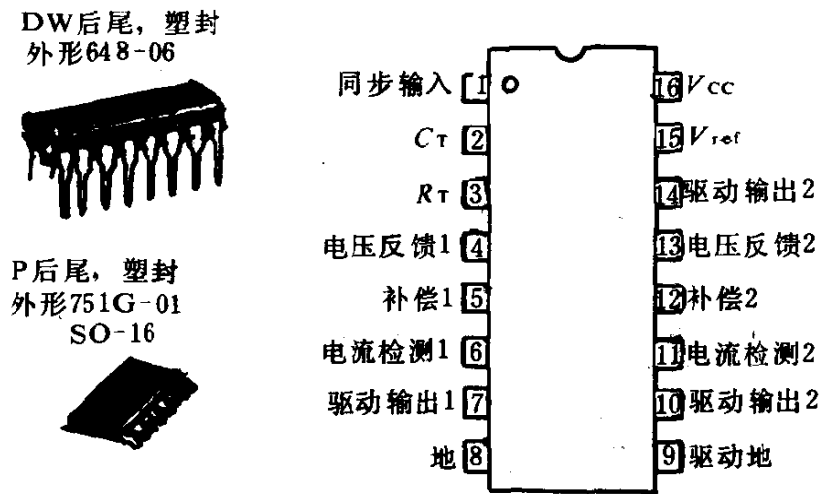 DW后尾，塑封
外形648-06
P后尾，塑封
外形751G-01
SO-16
同步输入 1
CT 2
RT 3
电压反馈1 4
补偿1 5
电流检测1 6
驱动输出1 7
地 8
16 VCC
15 Vref
14 驱动输出2
13 电压反馈2
12 补偿2
11 电流检测2
10 驱动输出2
9 驱动地